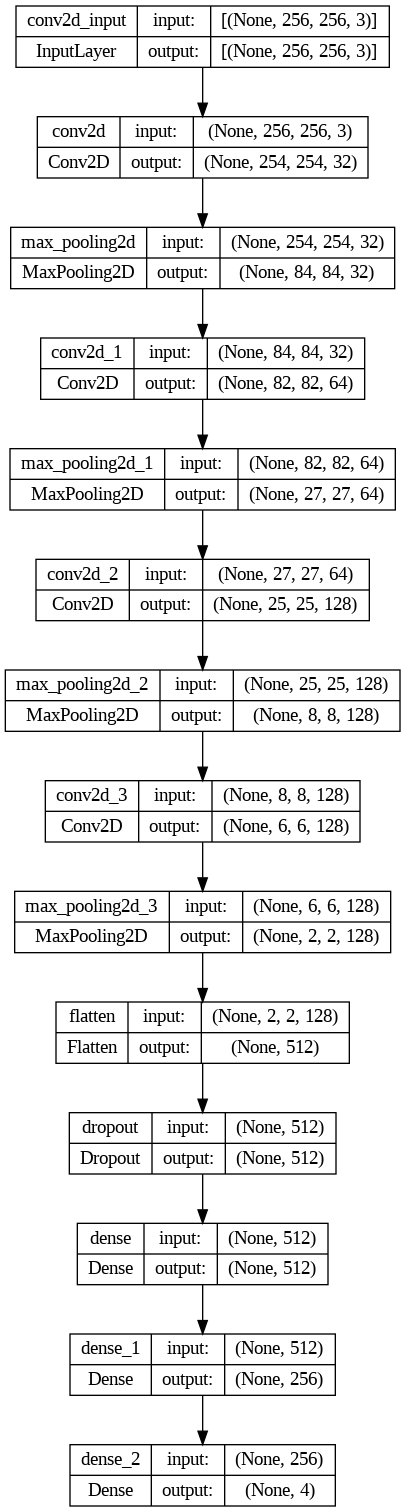 conv2d_input input: [(None, 256, 256, 3)]
InputLayer output: [(None, 256, 256, 3)]
conv2d input: (None, 256, 256, 3)
Conv2D output: (None, 254, 254, 32)
max_pooling2d input: (None, 254, 254, 32)
MaxPooling2D output: (None, 84, 84, 32)
conv2d_1 input: (None, 84, 84, 32)
Conv2D output: (None, 82, 82, 64)
max_pooling2d_1 input: (None, 82, 82, 64)
MaxPooling2D output: (None, 27, 27, 64)
conv2d_2 input: (None, 27, 27, 64)
Conv2D output: (None, 25, 25, 128)
max_pooling2d_2 input: (None, 25, 25, 128)
MaxPooling2D output: (None, 8, 8, 128)
conv2d_3 input: (None, 8, 8, 128)
Conv2D output: (None, 6, 6, 128)
max_pooling2d_3 input: (None, 6, 6, 128)
MaxPooling2D output: (None, 2, 2, 128)
flatten input: (None, 2, 2, 128)
Flatten output: (None, 512)
dropout input: (None, 512)
Dropout output: (None, 512)
dense input: (None, 512)
Dense output: (None, 512)
dense_1 input: (None, 512)
Dense output: (None, 256)
dense_2 input: (None, 256)
Dense output: (None, 4)